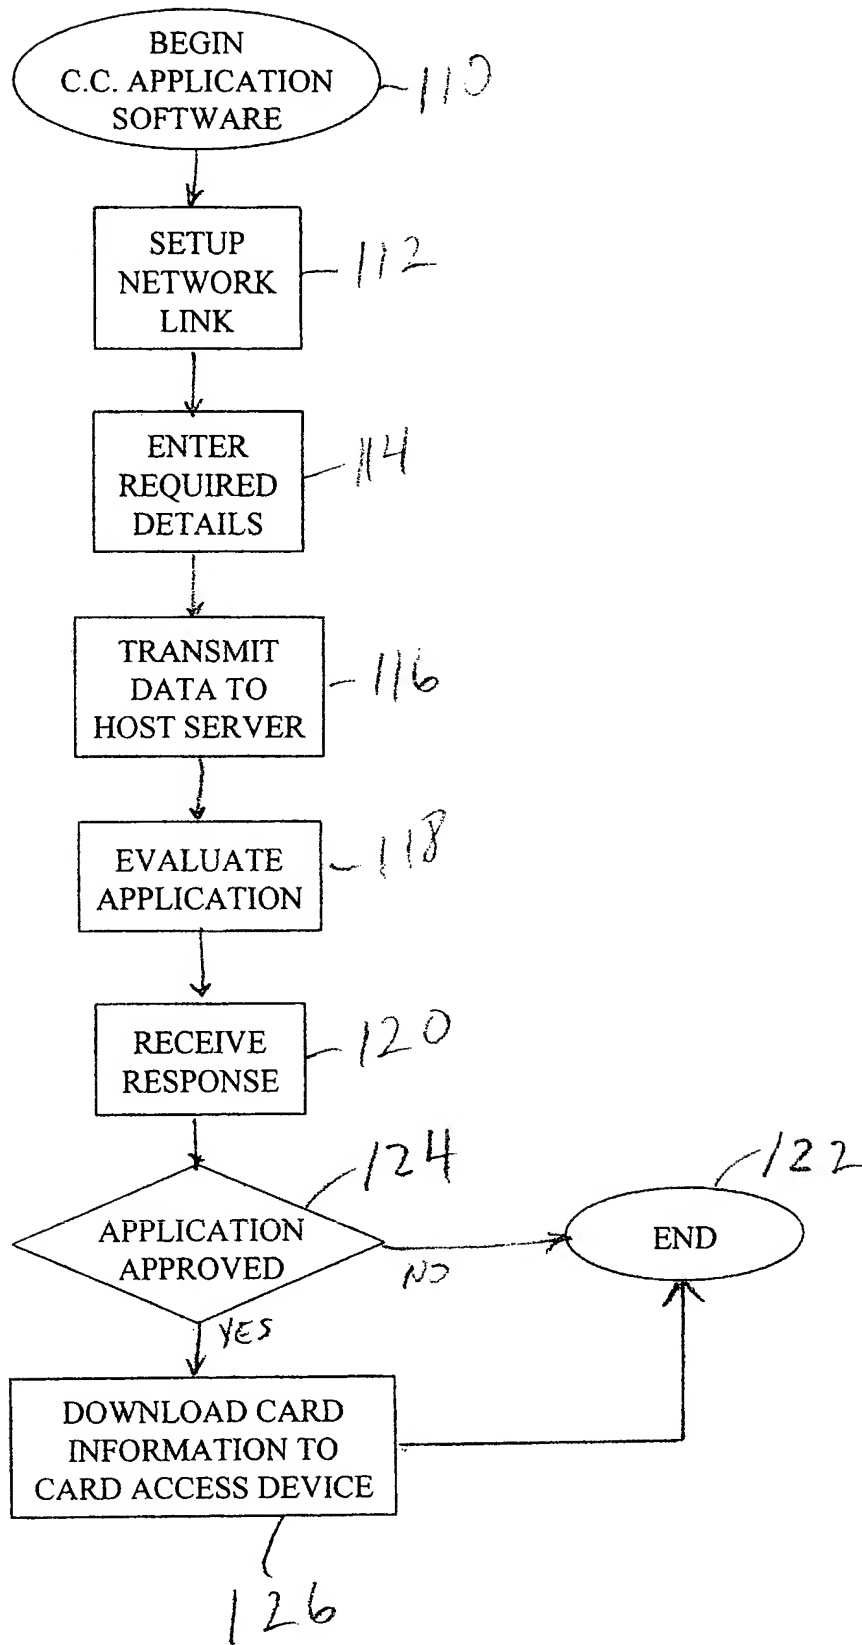 BEGIN
C.C. APPLICATION
SOFTWARE
110
SETUP
NETWORK
LINK
112
ENTER
REQUIRED
DETAILS
114
TRANSMIT
DATA TO
HOST SERVER
116
EVALUATE
APPLICATION
118
RECEIVE
RESPONSE
120
124
APPLICATION
APPROVED
NO
122
END
YES
DOWNLOAD CARD
INFORMATION TO
CARD ACCESS DEVICE
126